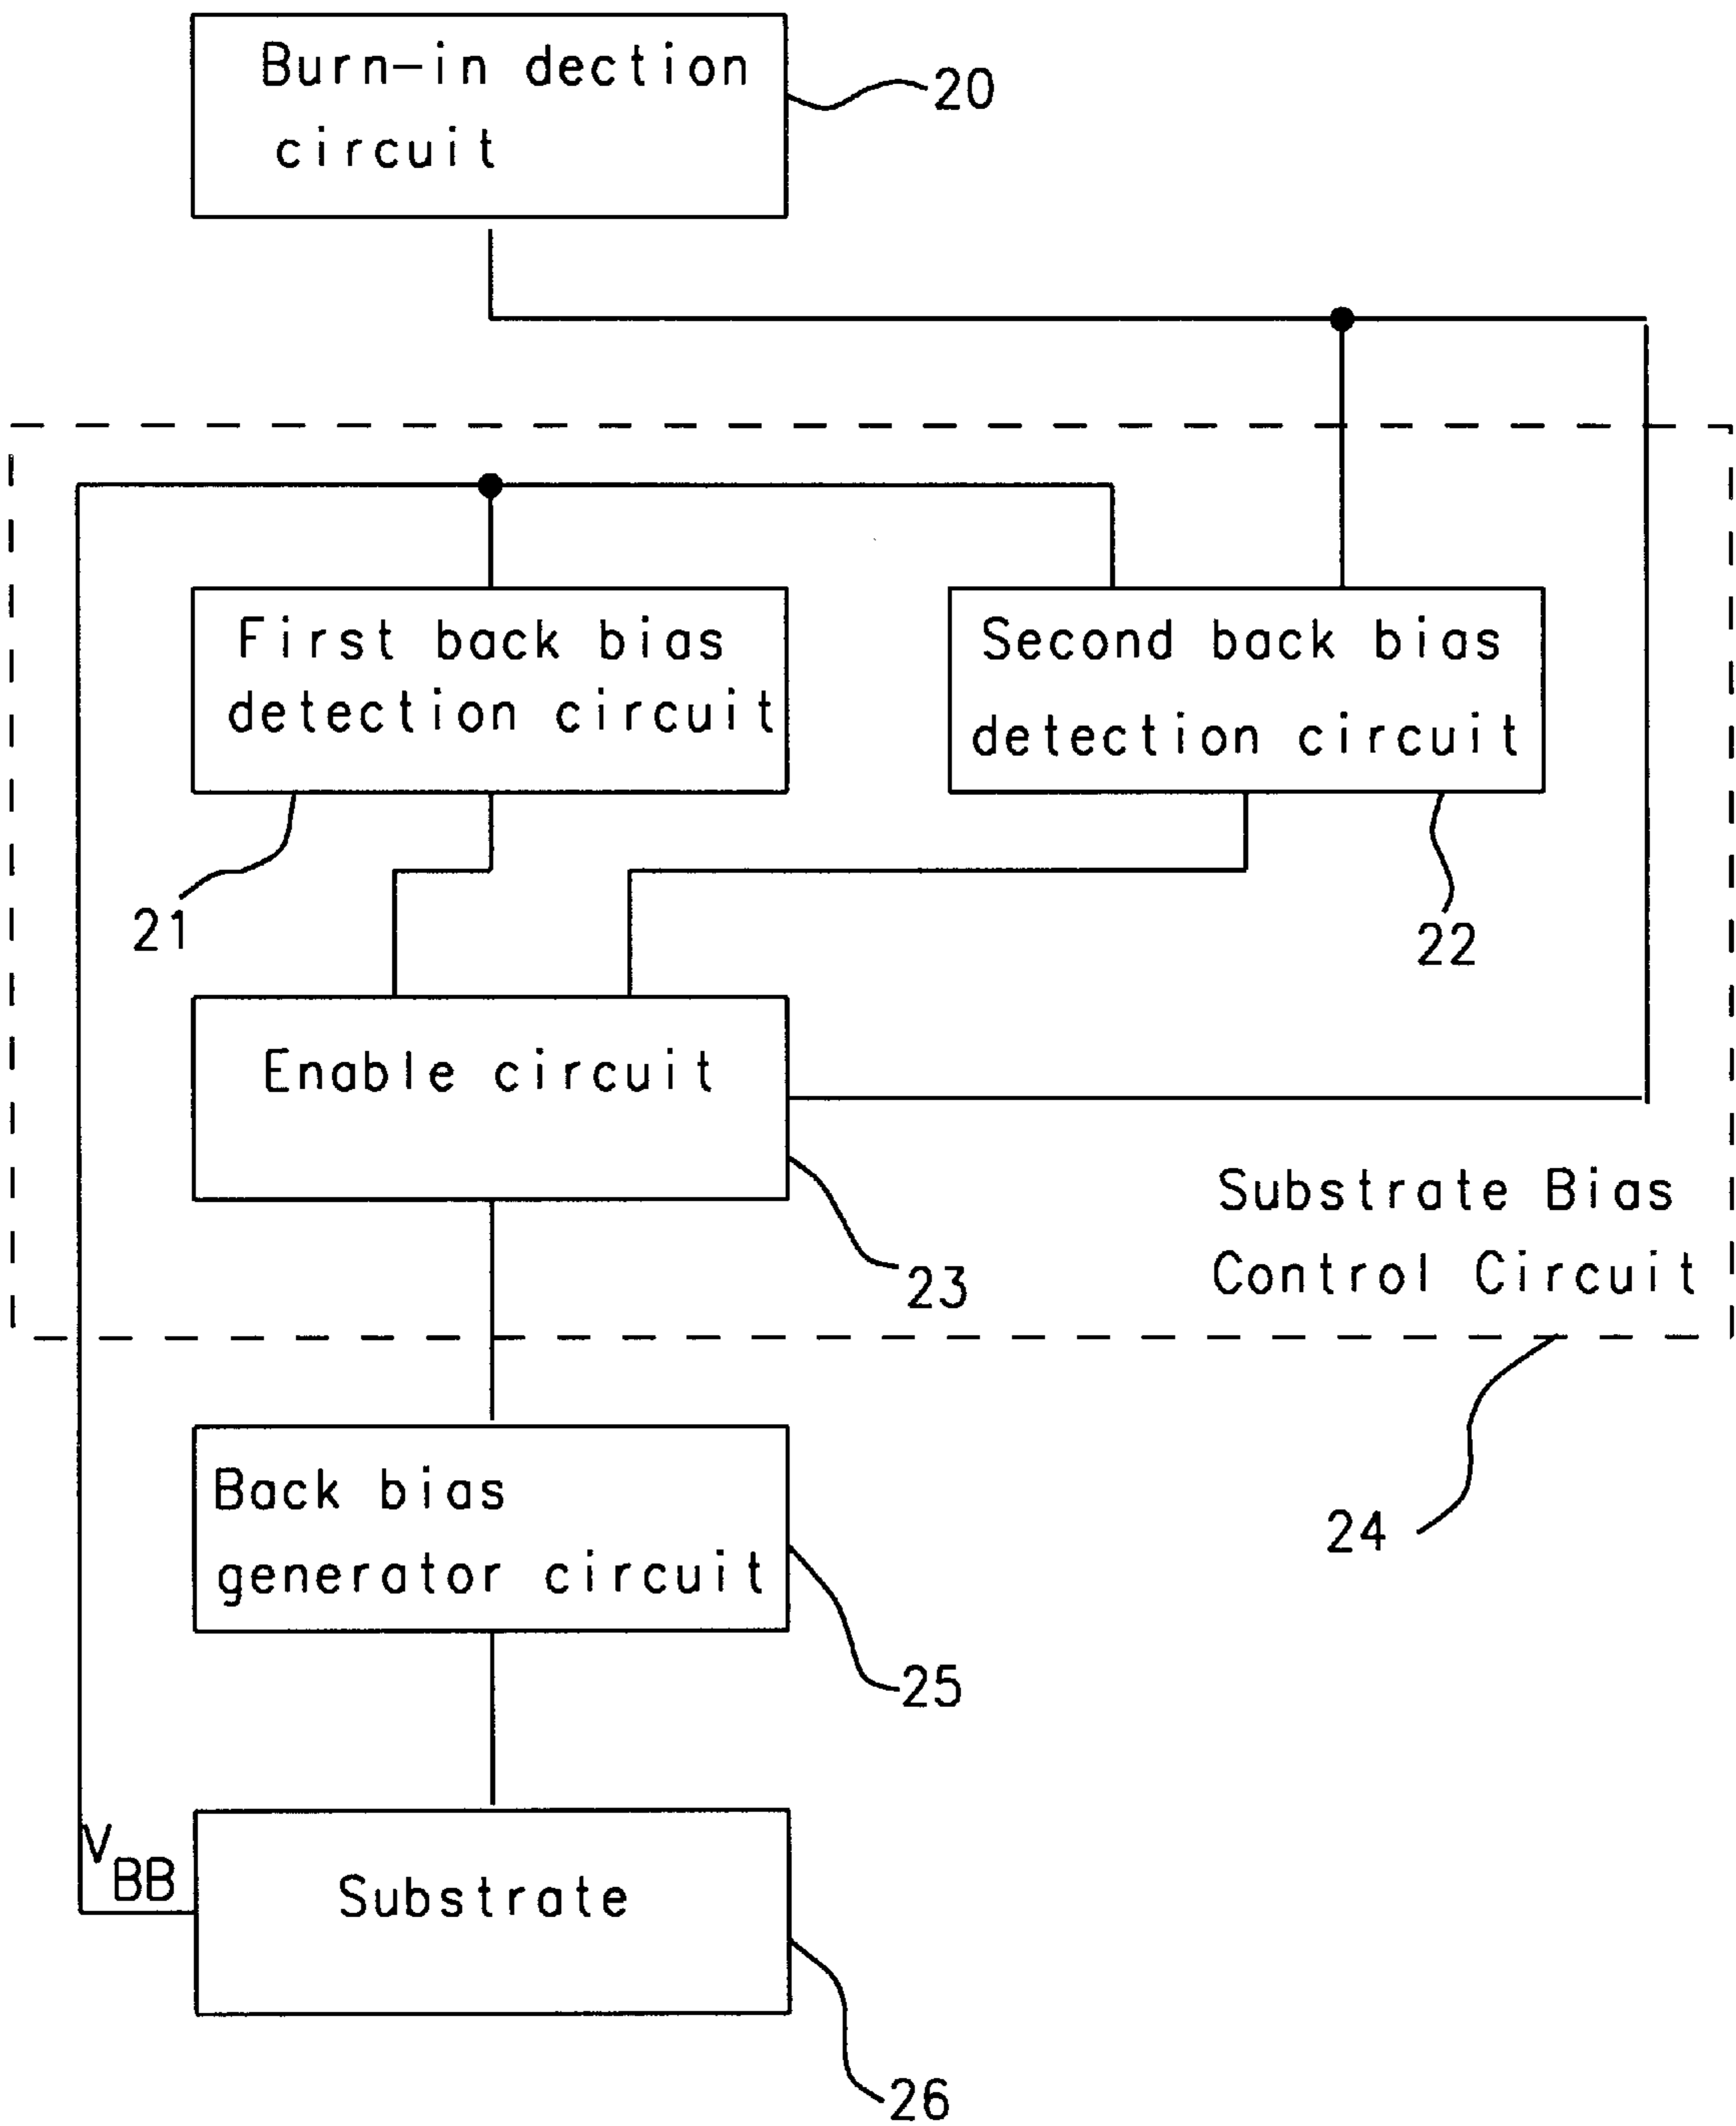 Burn-in dection
circuit
20
First back bias
detection circuit
Second back bias
detection circuit
21
22
Enable circuit
23
Substrate Bias
Control Circuit
24
Back bias
generator circuit
25
VBB
Substrate
26